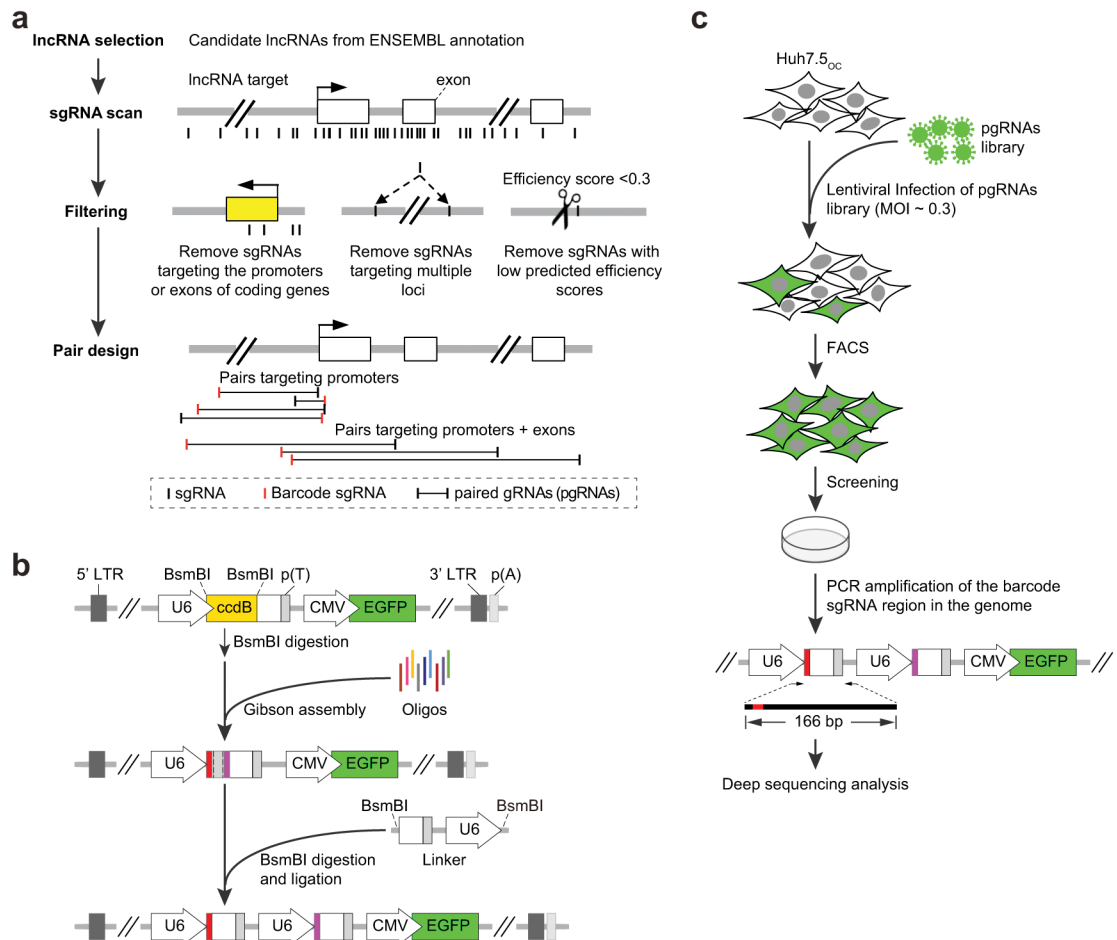 a
lncRNA selection
Candidate lncRNAs from ENSEMBL annotation
lncRNA target
exon
sgRNA scan
Efficiency score <0.3
Filtering
Remove sgRNAs
targeting the promoters
or exons of coding genes
Remove sgRNAs
targeting multiple
loci
Remove sgRNAs with
low predicted efficiency
scores
Pair design
Pairs targeting promoters
Pairs targeting promoters + exons
sgRNA
Barcode sgRNA
paired gRNAs (pgRNAs)
b
5' LTR
BsmBI
BsmBI
p(T)
3' LTR
p(A)
U6
ccdB
CMV
EGFP
BsmBI digestion
Gibson assembly
Oligos
U6
CMV
EGFP
BsmBI
BsmBI
U6
Linker
BsmBI digestion
and ligation
U6
U6
CMV
EGFP
c
Huh7.5OC
pgRNAs
library
Lentiviral Infection of pgRNAs
library (MOI ~ 0.3)
FACS
Screening
PCR amplification of the barcode
sgRNA region in the genome
U6
U6
CMV
EGFP
166 bp
Deep sequencing analysis